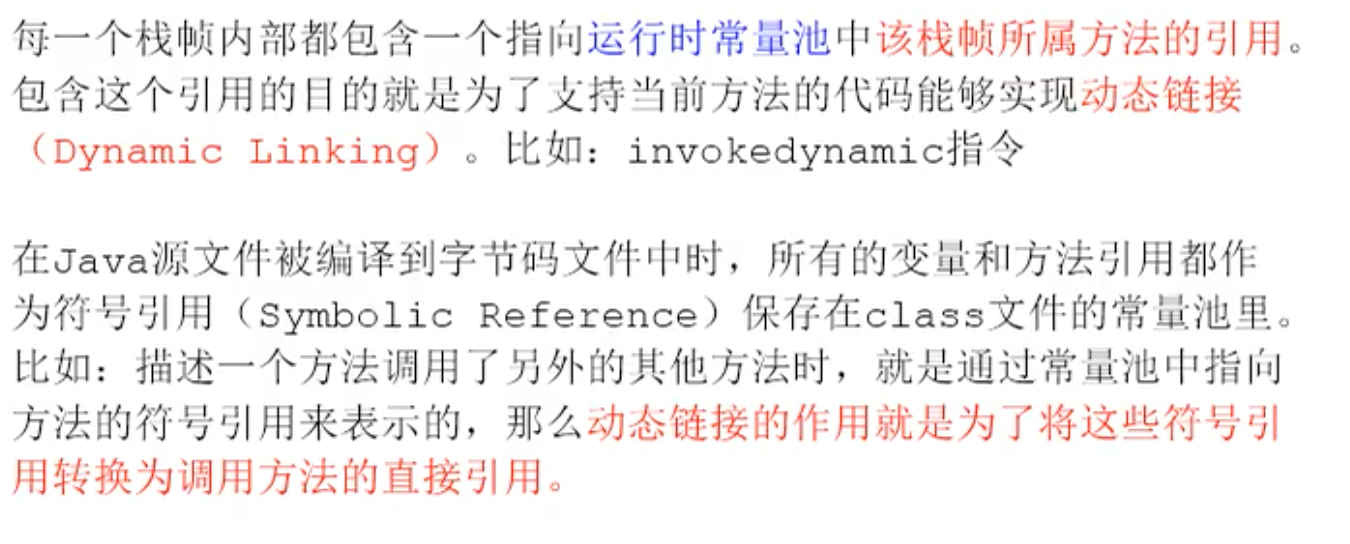 每一个栈帧内部都包含一个指向运行时常量池中该栈帧所属方法的引用。
包含这个引用的目的就是为了支持当前方法的代码能够实现动态链接
（Dynamic Linking）。比如：invokedynamic指令
在Java源文件被编译到字节码文件中时，所有的变量和方法引用都作
为符号引用（Symbolic Reference）保存在class文件的常量池里。
比如：描述一个方法调用了另外的其他方法时，就是通过常量池中指向
方法的符号引用来表示的，那么动态链接的作用就是为了将这些符号引
用转换为调用方法的直接引用。